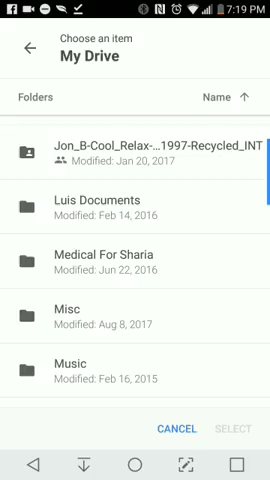 7:19 PM
Choose an item
My Drive
Folders
Name
Jon_B-Cool_Relax-...1997-Recycled_INT
Modified: Jan 20, 2017
Luis Documents
Modified: Feb 14, 2016
Medical For Sharia
Modified: Jun 22, 2016
Misc
Modified: Aug 8, 2017
Music
Modified: Feb 16, 2015
CANCEL
SELECT